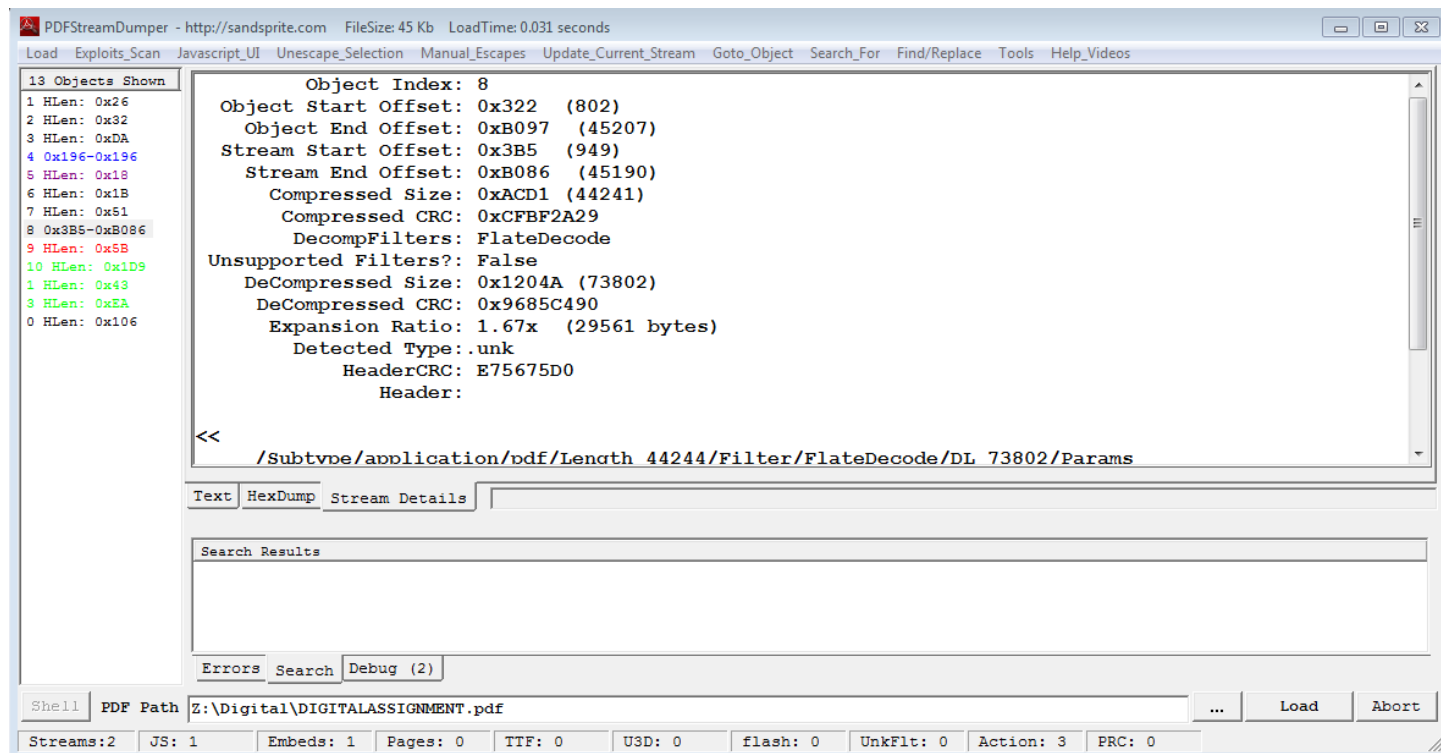 PDFStreamDumper - http://sandsprite.com FileSize: 45 Kb LoadTime: 0.031 seconds
Load Exploits_Scan Javascript_UI Unescape_Selection Manual_Escapes Update_Current_Stream Goto_Object Search_For Find/Replace Tools Help_Videos
13 Objects Shown
1 HLen: 0x26
2 HLen: 0x32
3 HLen: 0xDA
4 0x196-0x196
5 HLen: 0x18
6 HLen: 0x1B
7 HLen: 0x51
8 0x3B5-0xB086
9 HLen: 0x5B
10 HLen: 0x1D9
1 HLen: 0x43
3 HLen: 0xEA
0 HLen: 0x106
Object Index: 8
Object Start Offset: 0x322 (802)
Object End Offset: 0xB097 (45207)
Stream Start Offset: 0x3B5 (949)
Stream End Offset: 0xB086 (45190)
Compressed Size: 0xACD1 (44241)
Compressed CRC: 0xCFBF2A29
DecompFilters: FlateDecode
Unsupported Filters?: False
DeCompressed Size: 0x1204A (73802)
DeCompressed CRC: 0x9685C490
Expansion Ratio: 1.67x (29561 bytes)
Detected Type:.unk
HeaderCRC: E75675D0
Header:
<<
/Subtype/application/pdf/Length 44244/Filter/FlateDecode/DL 73802/Params
Text HexDump Stream Details
Search Results
Errors Search Debug (2)
Shell PDF Path Z:\Digital\DIGITALASSIGNMENT.pdf ... Load Abort
Streams:2 JS: 1 Embeds: 1 Pages: 0 TTF: 0 U3D: 0 flash: 0 UnkFlt: 0 Action: 3 PRC: 0